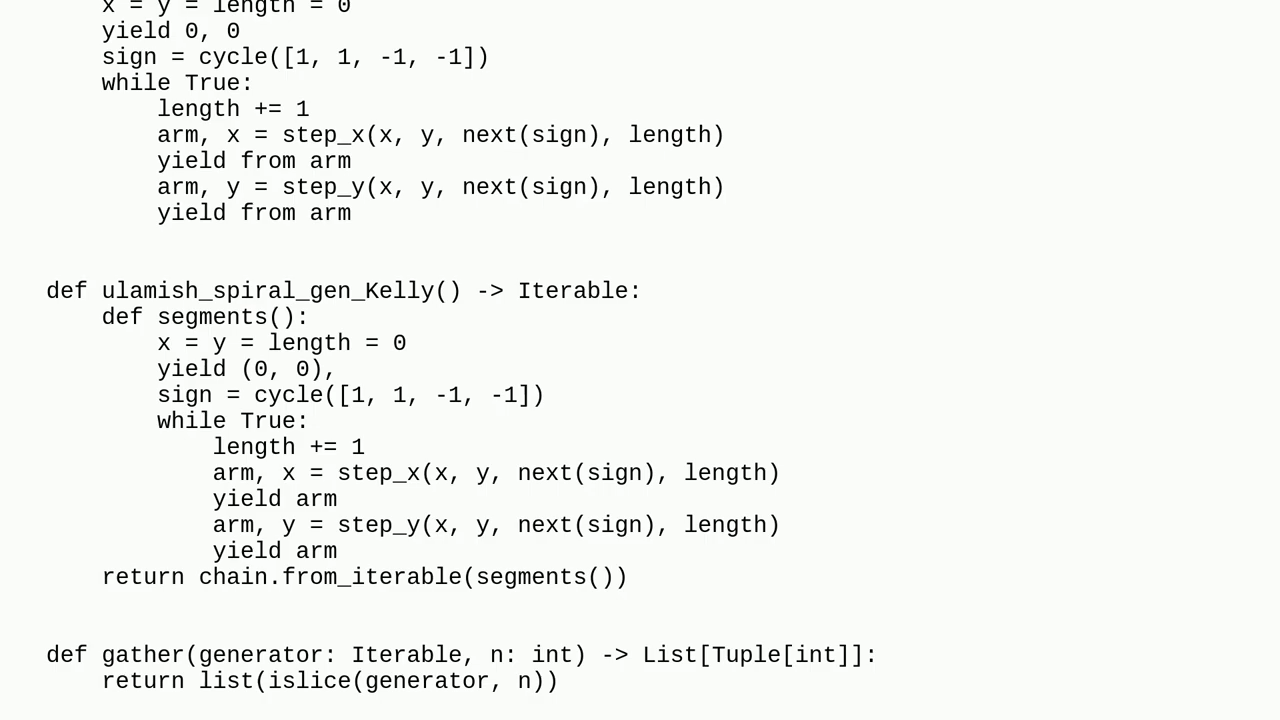 x = y = length = 0
    yield 0, 0
    sign = cycle([1, 1, -1, -1])
    while True:
        length += 1
        arm, x = step_x(x, y, next(sign), length)
        yield from arm
        arm, y = step_y(x, y, next(sign), length)
        yield from arm
def ulamish_spiral_gen_Kelly() -> Iterable:
    def segments():
        x = y = length = 0
        yield (0, 0),
        sign = cycle([1, 1, -1, -1])
        while True:
            length += 1
            arm, x = step_x(x, y, next(sign), length)
            yield arm
            arm, y = step_y(x, y, next(sign), length)
            yield arm
    return chain.from_iterable(segments())
def gather(generator: Iterable, n: int) -> List[Tuple[int]]:
    return list(islice(generator, n))